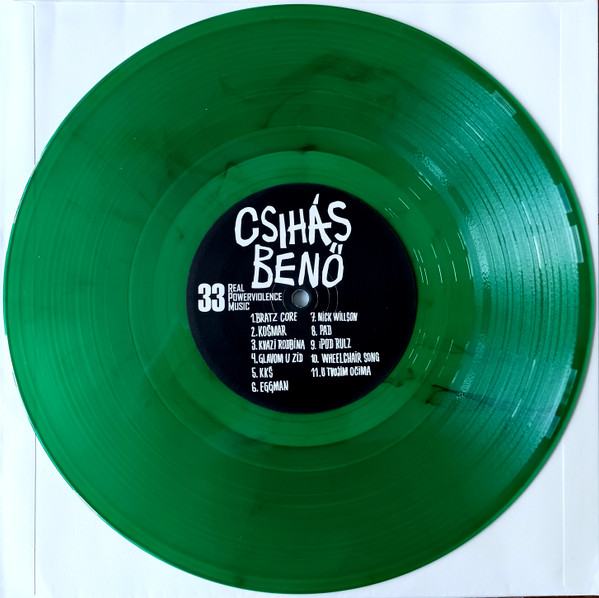 CSIHÁS
BENŐ
33 REAL
POWERVIOLENCE
MUSIC
1. BRATZ CORE
2. KOŠMAR
3. KVAZI RODBINA
4. GLAVOM U ZID
5. KKŠ
6. EGGMAN
7. NICK WILLSON
8. PAD
9. iPOD RULZ
10. WHEELCHAIR SONG
11. U TVOJIM OČIMA